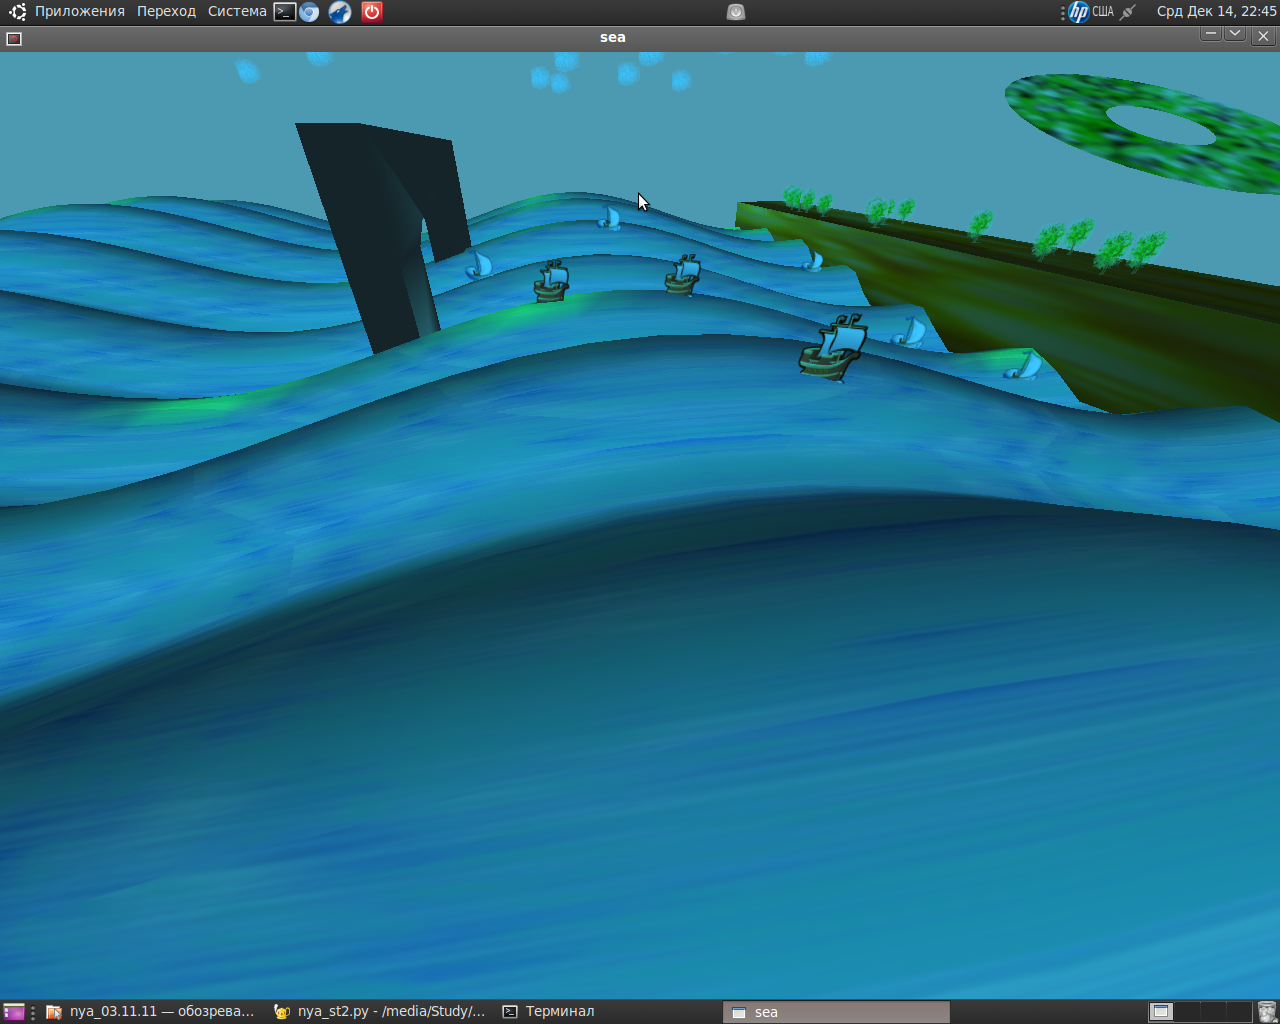 Приложения Переход Система hp США Срд Дек 14, 22:45
sea
nya_03.11.11 — обозрева... nya_st2.py - /media/Study/... Терминал sea